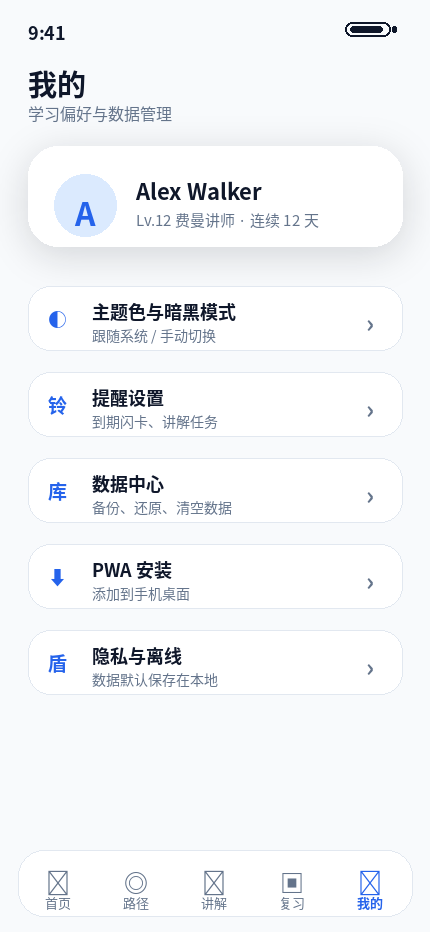 9:41
我的
学习偏好与数据管理
A
Alex Walker
Lv.12 费曼讲师 · 连续 12 天
主题色与暗黑模式
跟随系统 / 手动切换
铃
提醒设置
到期闪卡、讲解任务
库
数据中心
备份、还原、清空数据
PWA 安装
添加到手机桌面
盾
隐私与离线
数据默认保存在本地
首页 路径 讲解 复习 我的